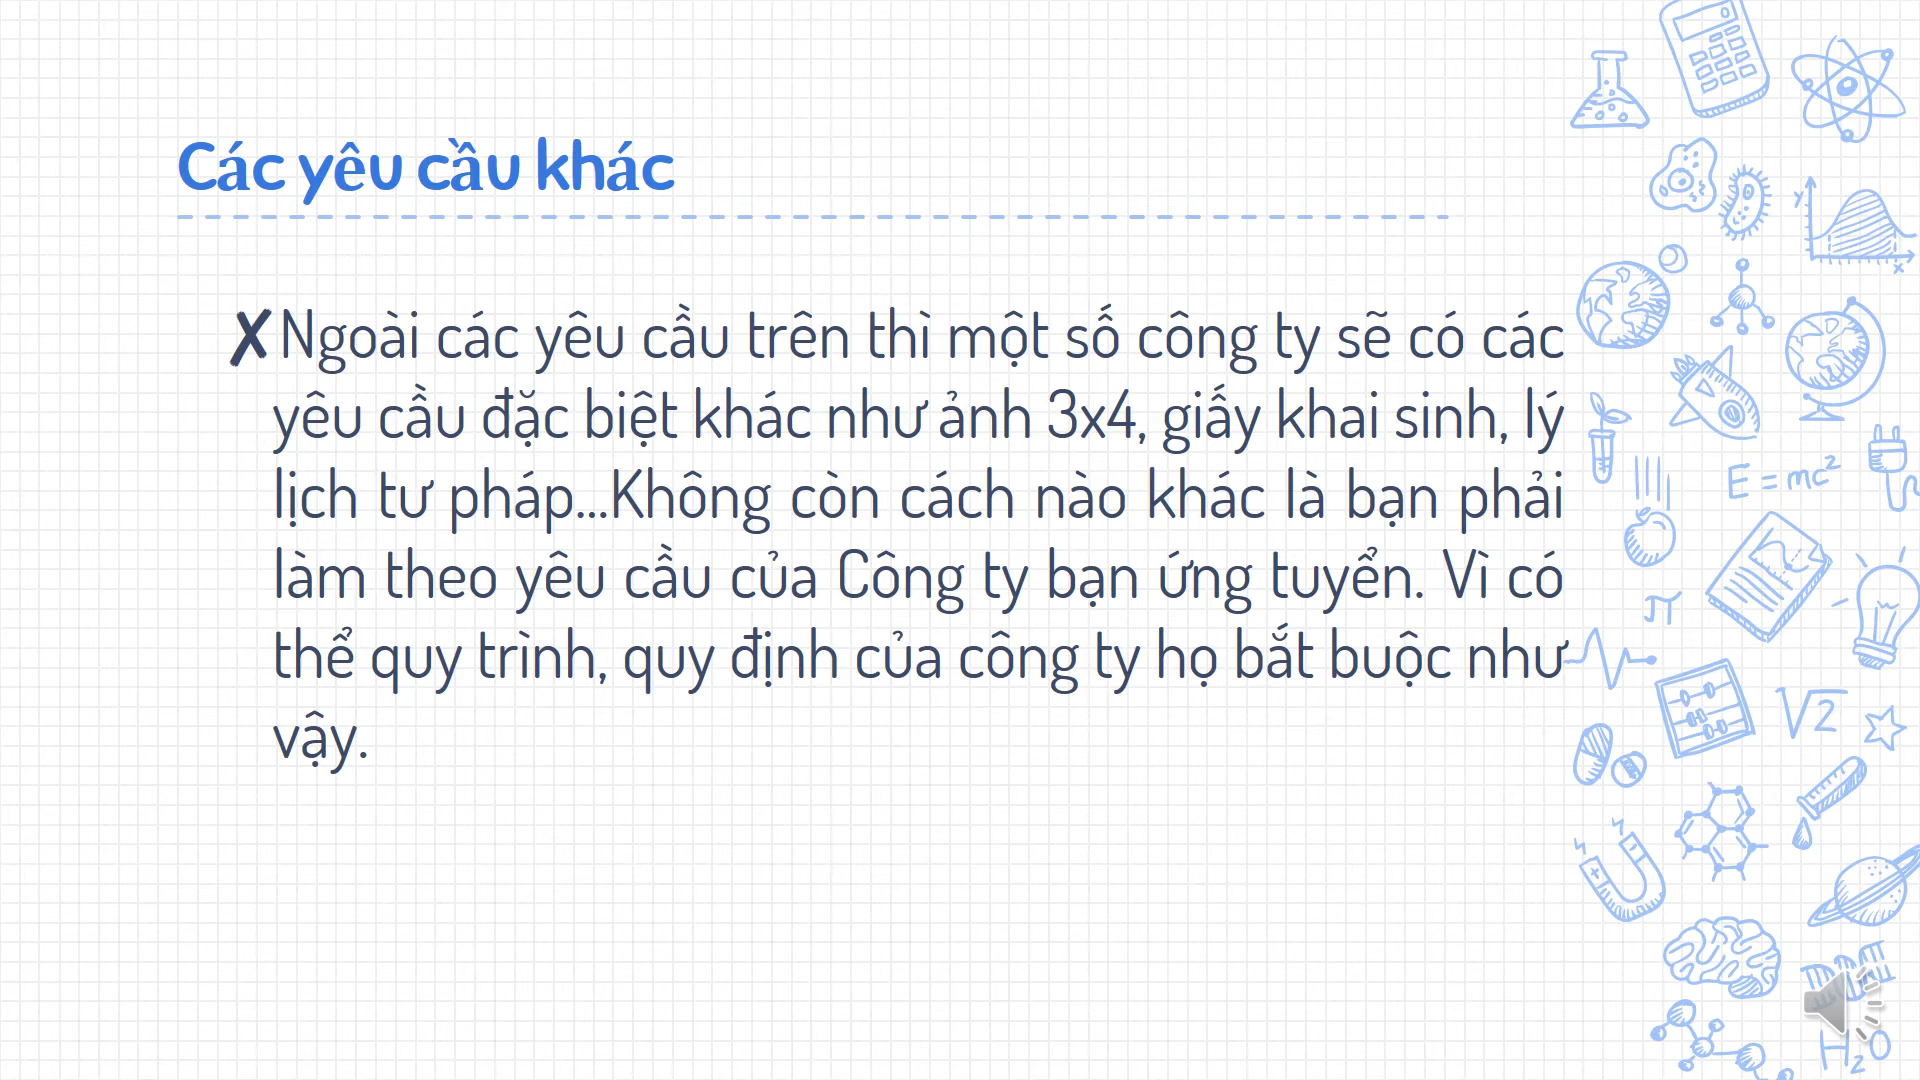 Các yêu cầu khác
✗Ngoài các yêu cầu trên thì một số công ty sẽ có các
yêu cầu đặc biệt khác như ảnh 3x4, giấy khai sinh, lý
lịch tư pháp...Không còn cách nào khác là bạn phải
làm theo yêu cầu của Công ty bạn ứng tuyển. Vì có
thể quy trình, quy định của công ty họ bắt buộc như
vậy.
y
x
E = mc²
π
√2
H₂O